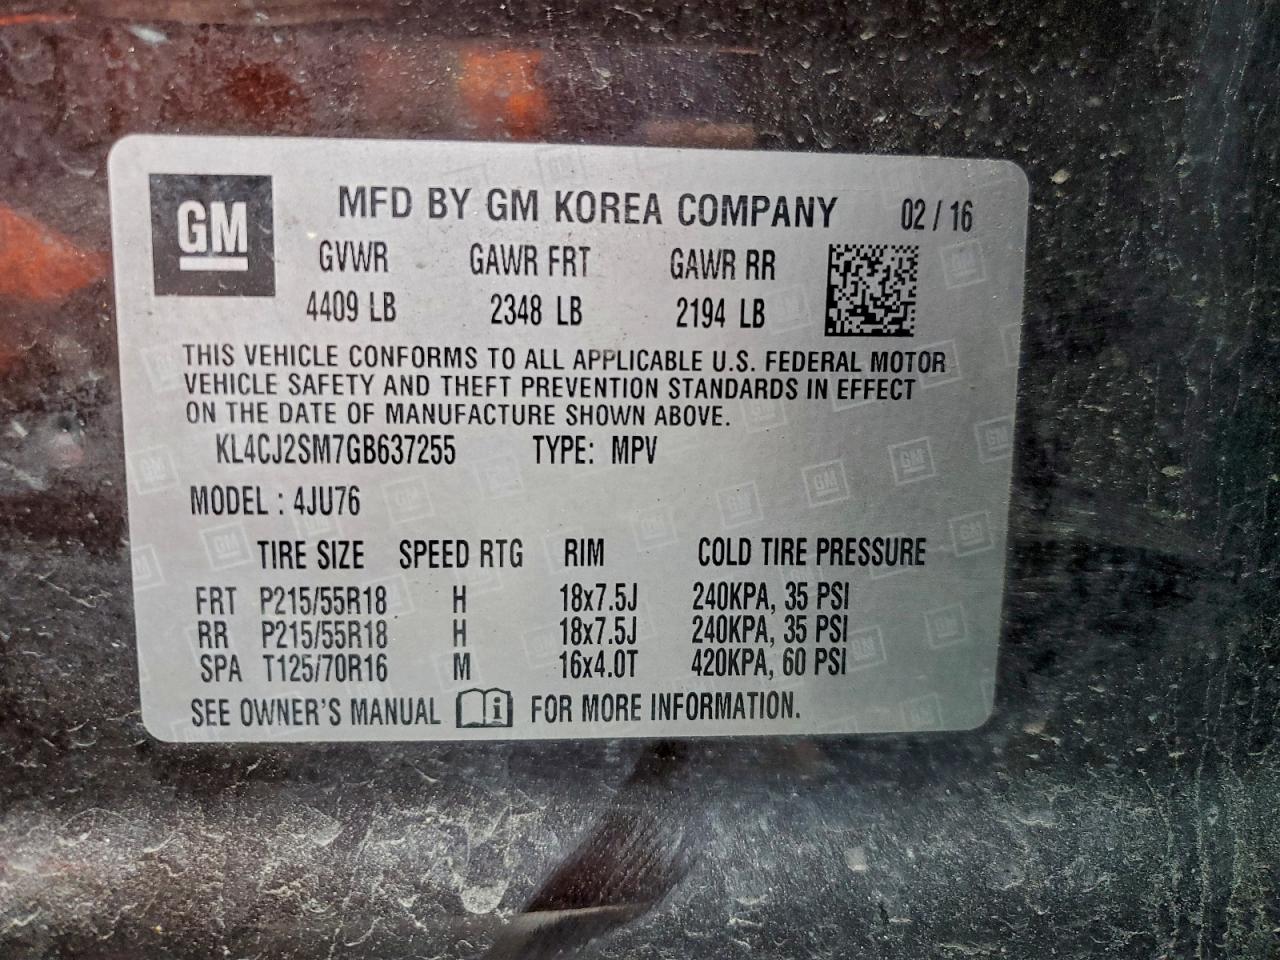 GM
MFD BY GM KOREA COMPANY 02 / 16
GVWR GAWR FRT GAWR RR
4409 LB 2348 LB 2194 LB
THIS VEHICLE CONFORMS TO ALL APPLICABLE U.S. FEDERAL MOTOR
VEHICLE SAFETY AND THEFT PREVENTION STANDARDS IN EFFECT
ON THE DATE OF MANUFACTURE SHOWN ABOVE.
KL4CJ2SM7GB637255 TYPE: MPV
MODEL : 4JU76
TIRE SIZE SPEED RTG RIM COLD TIRE PRESSURE
FRT P215/55R18 H 18x7.5J 240KPA, 35 PSI
RR P215/55R18 H 18x7.5J 240KPA, 35 PSI
SPA T125/70R16 M 16x4.0T 420KPA, 60 PSI
SEE OWNER'S MANUAL i FOR MORE INFORMATION.